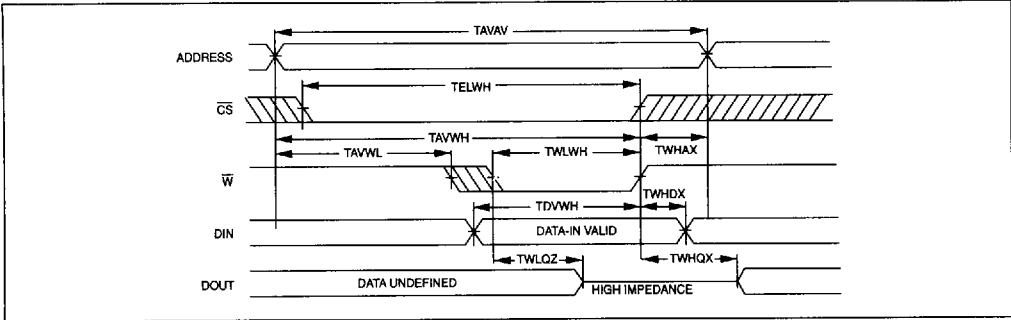 TAVAV
ADDRESS
TELWH
CS
TAVWH
TWHAX
TAVWL
TWLWH
W
TWHDX
TDVWH
DIN
DATA-IN VALID
TWLQZ
TWHQX
DOUT
DATA UNDEFINED
HIGH IMPEDANCE